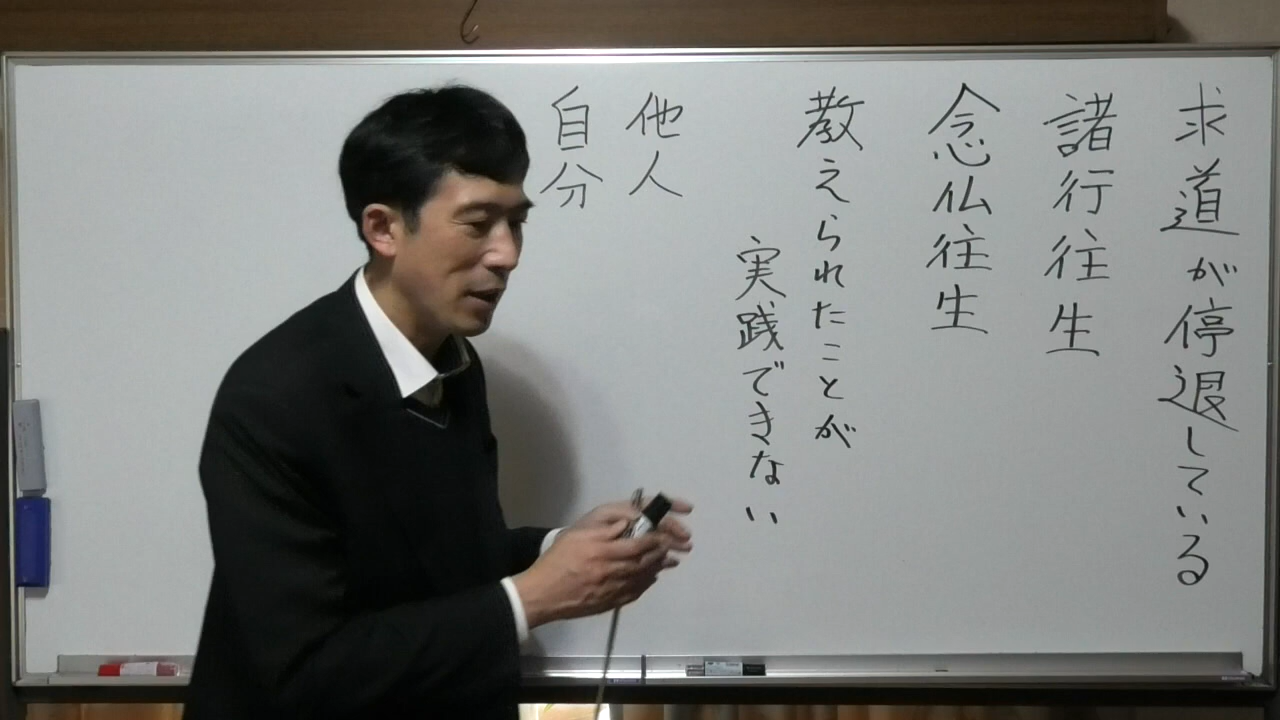 求道が停退している
諸行往生
念仏往生
教えられたことが
実践できない
他人
自分